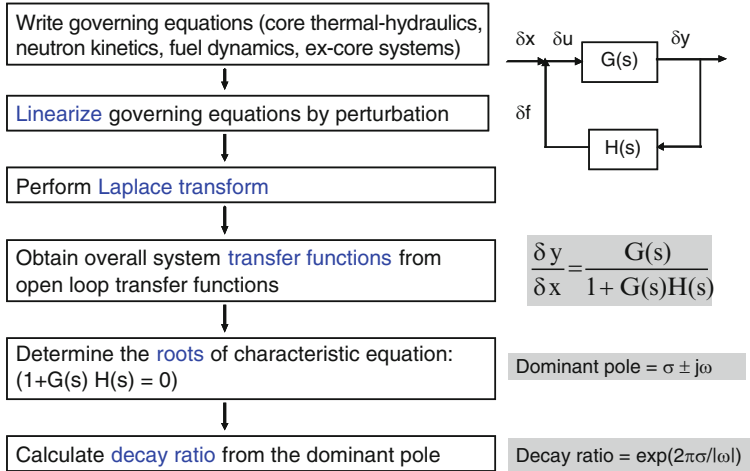 Write governing equations (core thermal-hydraulics,
neutron kinetics, fuel dynamics, ex-core systems)
Linearize governing equations by perturbation
Perform Laplace transform
Obtain overall system transfer functions from
open loop transfer functions
Determine the roots of characteristic equation:
(1+G(s) H(s) = 0)
Calculate decay ratio from the dominant pole
δx δu G(s) δy
δf
H(s)
δy/δx = G(s)/(1+G(s)H(s))
Dominant pole = σ ± jω
Decay ratio = exp(2πσ/|ω|)